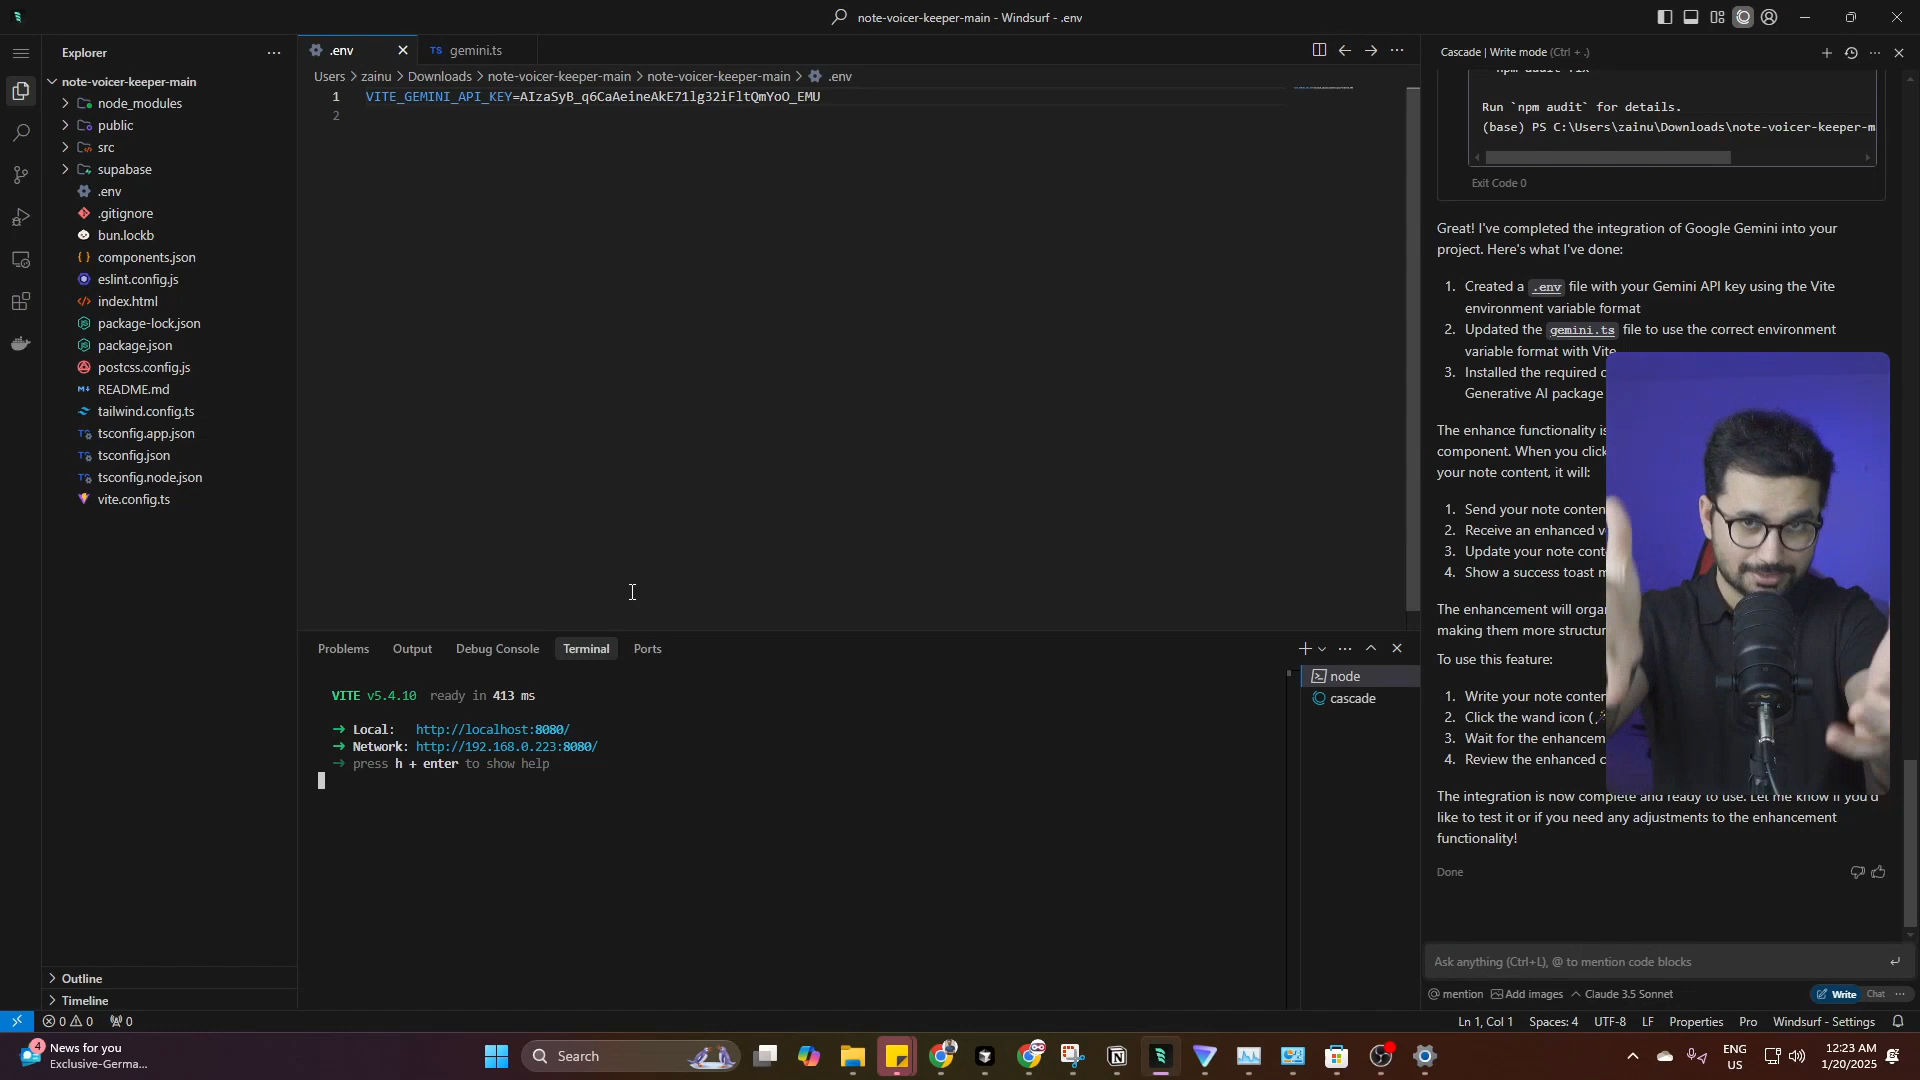 note-voicer-keeper-main - Windsurf - .env
Explorer
.env
TS gemini.ts
Cascade | Write mode (Ctrl + .)
Users > zainu > Downloads > note-voicer-keeper-main > note-voicer-keeper-main > .env
1 VITE_GEMINI_API_KEY=AIzaSyB_q6CaAeineAkE71lg32iFltQmYoO_EMU
2
note-voicer-keeper-main
node_modules
public
src
supabase
.env
.gitignore
bun.lockb
components.json
eslint.config.js
index.html
package-lock.json
package.json
postcss.config.js
README.md
tailwind.config.ts
tsconfig.app.json
tsconfig.json
tsconfig.node.json
vite.config.ts
Outline
Timeline
Problems
Output
Debug Console
Terminal
Ports
VITE v5.4.10 ready in 413 ms
➜ Local: http://localhost:8080/
➜ Network: http://192.168.0.223:8080/
➜ press h + enter to show help
node
cascade
Run `npm audit` for details.
(base) PS C:\Users\zainu\Downloads\note-voicer-keeper-m
Exit Code 0
Great! I've completed the integration of Google Gemini into your
project. Here's what I've done:
1. Created a .env file with your Gemini API key using the Vite
environment variable format
2. Updated the gemini.ts file to use the correct environment
variable format with Vite
3. Installed the required
Generative AI package
The enhance functionality is
component. When you click
your note content, it will:
1. Send your note conten
2. Receive an enhanced v
3. Update your note cont
4. Show a success toast m
The enhancement will orga
making them more structu
To use this feature:
1. Write your note conten
2. Click the wand icon (
3. Wait for the enhancem
4. Review the enhanced c
The integration is now complete and ready to use. Let me know if you'd
like to test it or if you need any adjustments to the enhancement
functionality!
Done
Ask anything (Ctrl+L), @ to mention code blocks
@ mention Add images Claude 3.5 Sonnet
Write Chat
0 0 0
Ln 1, Col 1 Spaces: 4 UTF-8 LF Properties Pro Windsurf - Settings
4
News for you
Exclusive-Germa...
Search
ENG
US
12:23 AM
1/20/2025